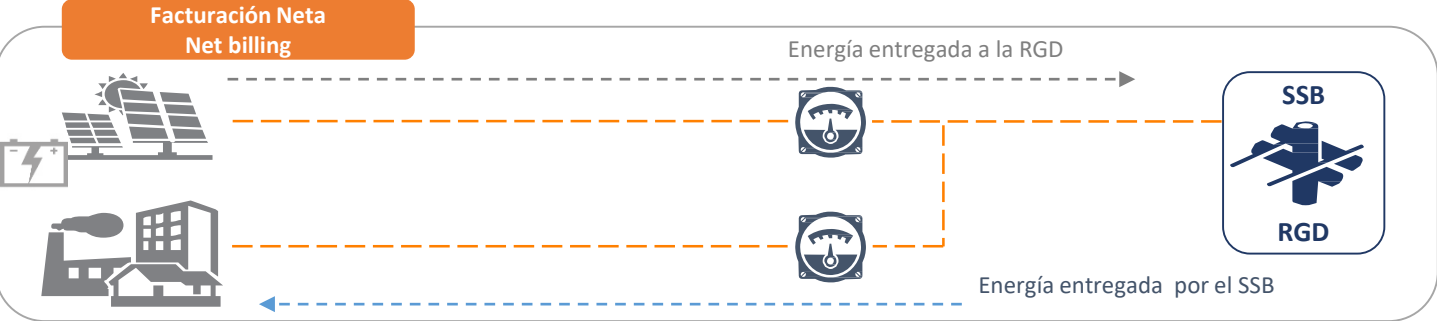 Facturación Neta
Net billing
Energía entregada a la RGD
SSB
RGD
Energía entregada por el SSB